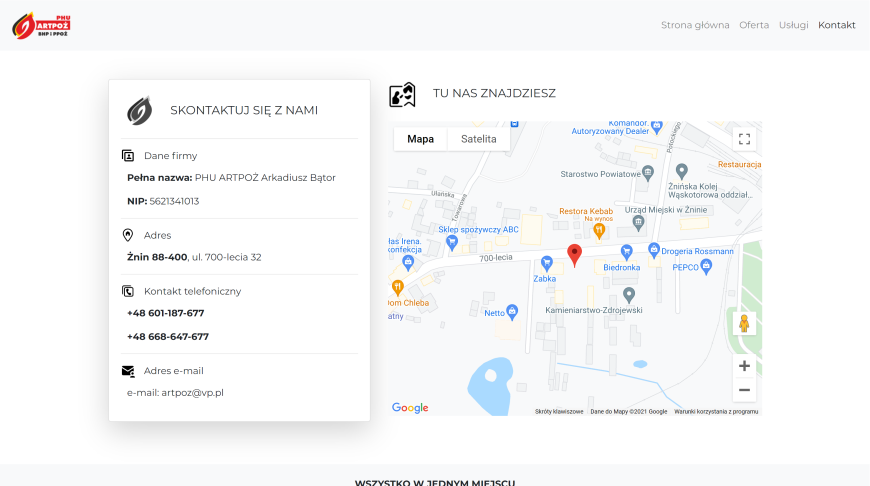 PHU
ARTPOŻ
BHP i PPOŻ
Strona główna
Oferta
Usługi
Kontakt
SKONTAKTUJ SIĘ Z NAMI
Dane firmy
Pełna nazwa: PHU ARTPOŻ Arkadiusz Bątor
NIP: 5621341013
Adres
Żnin 88-400, ul. 700-lecia 32
Kontakt telefoniczny
+48 601-187-677
+48 668-647-677
Adres e-mail
e-mail: artpoz@vp.pl
TU NAS ZNAJDZIESZ
Mapa
Satelita
Komandor.
Autoryzowany Dealer
Potockiego
Restauracja
Starostwo Powiatowe
Żnińska Kolej
Wąskotorowa oddział...
Ułańska
Towarowa
Restora Kebab
Na wynos
Urząd Miejski w Żninie
Sklep spożywczy ABC
Irena.
700-lecia
Drogeria Rossmann
Żabka
Biedronka
PEPCO
Dom Chleba
Netto
Kamieniarstwo-Zdrojewski
Google
Skróty klawiszowe
Dane do Mapy ©2021 Google
Warunki korzystania z programu
WSZYSTKO W JEDNYM MIEJSCU